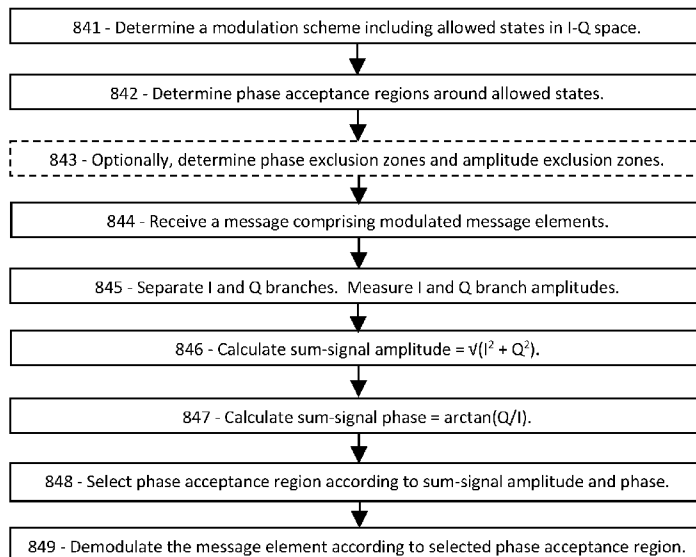 841 - Determine a modulation scheme including allowed states in I-Q space.
842 - Determine phase acceptance regions around allowed states.
843 - Optionally, determine phase exclusion zones and amplitude exclusion zones.
844 - Receive a message comprising modulated message elements.
845 - Separate I and Q branches. Measure I and Q branch amplitudes.
846 - Calculate sum-signal amplitude = √(I² + Q²).
847 - Calculate sum-signal phase = arctan(Q/I).
848 - Select phase acceptance region according to sum-signal amplitude and phase.
849 - Demodulate the message element according to selected phase acceptance region.